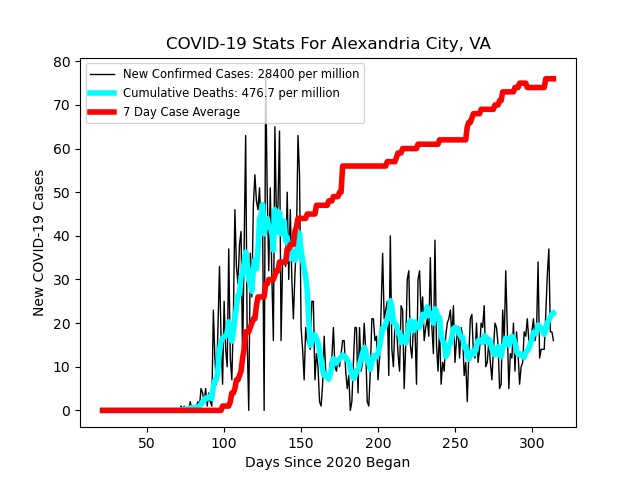 COVID-19 Stats For Alexandria City, VA
New Confirmed Cases: 28400 per million
Cumulative Deaths: 476.7 per million
7 Day Case Average
New COVID-19 Cases
80
70
60
50
40
30
20
10
0
50 100 150 200 250 300
Days Since 2020 Began